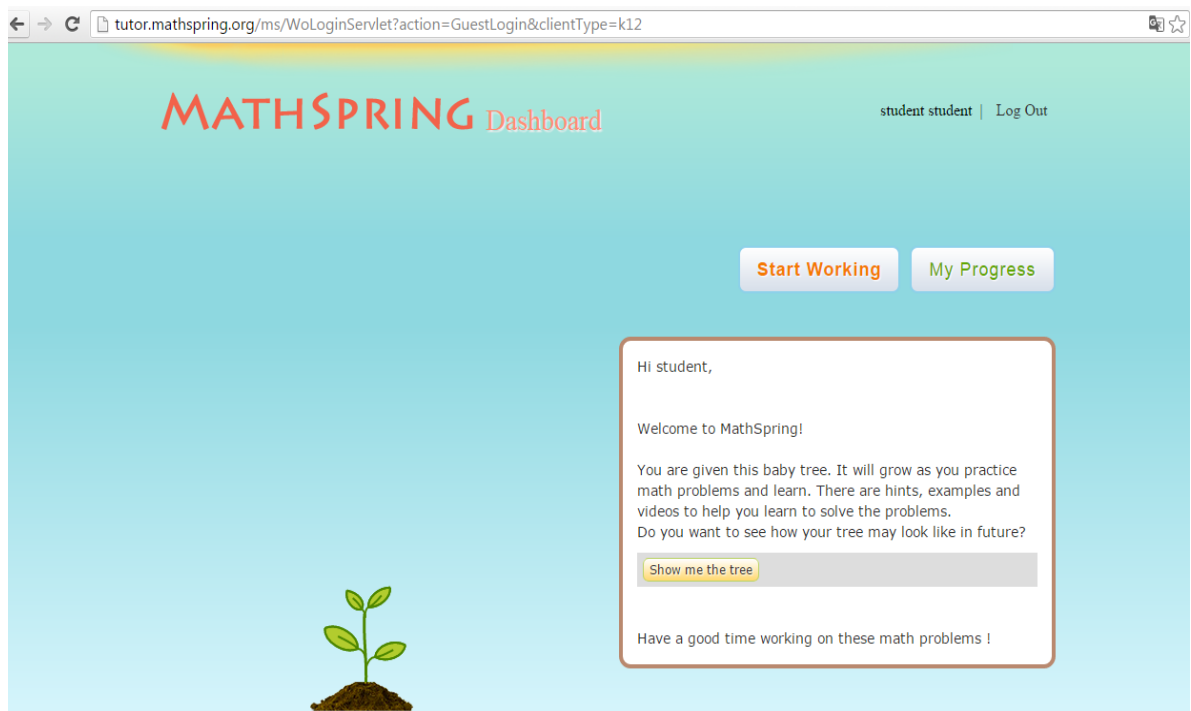 tutor.mathspring.org/ms/WoLoginServlet?action=GuestLogin&clientType=k12
MATHSPRING Dashboard
student student | Log Out
Start Working
My Progress
Hi student,
Welcome to MathSpring!
You are given this baby tree. It will grow as you practice
math problems and learn. There are hints, examples and
videos to help you learn to solve the problems.
Do you want to see how your tree may look like in future?
Show me the tree
Have a good time working on these math problems !